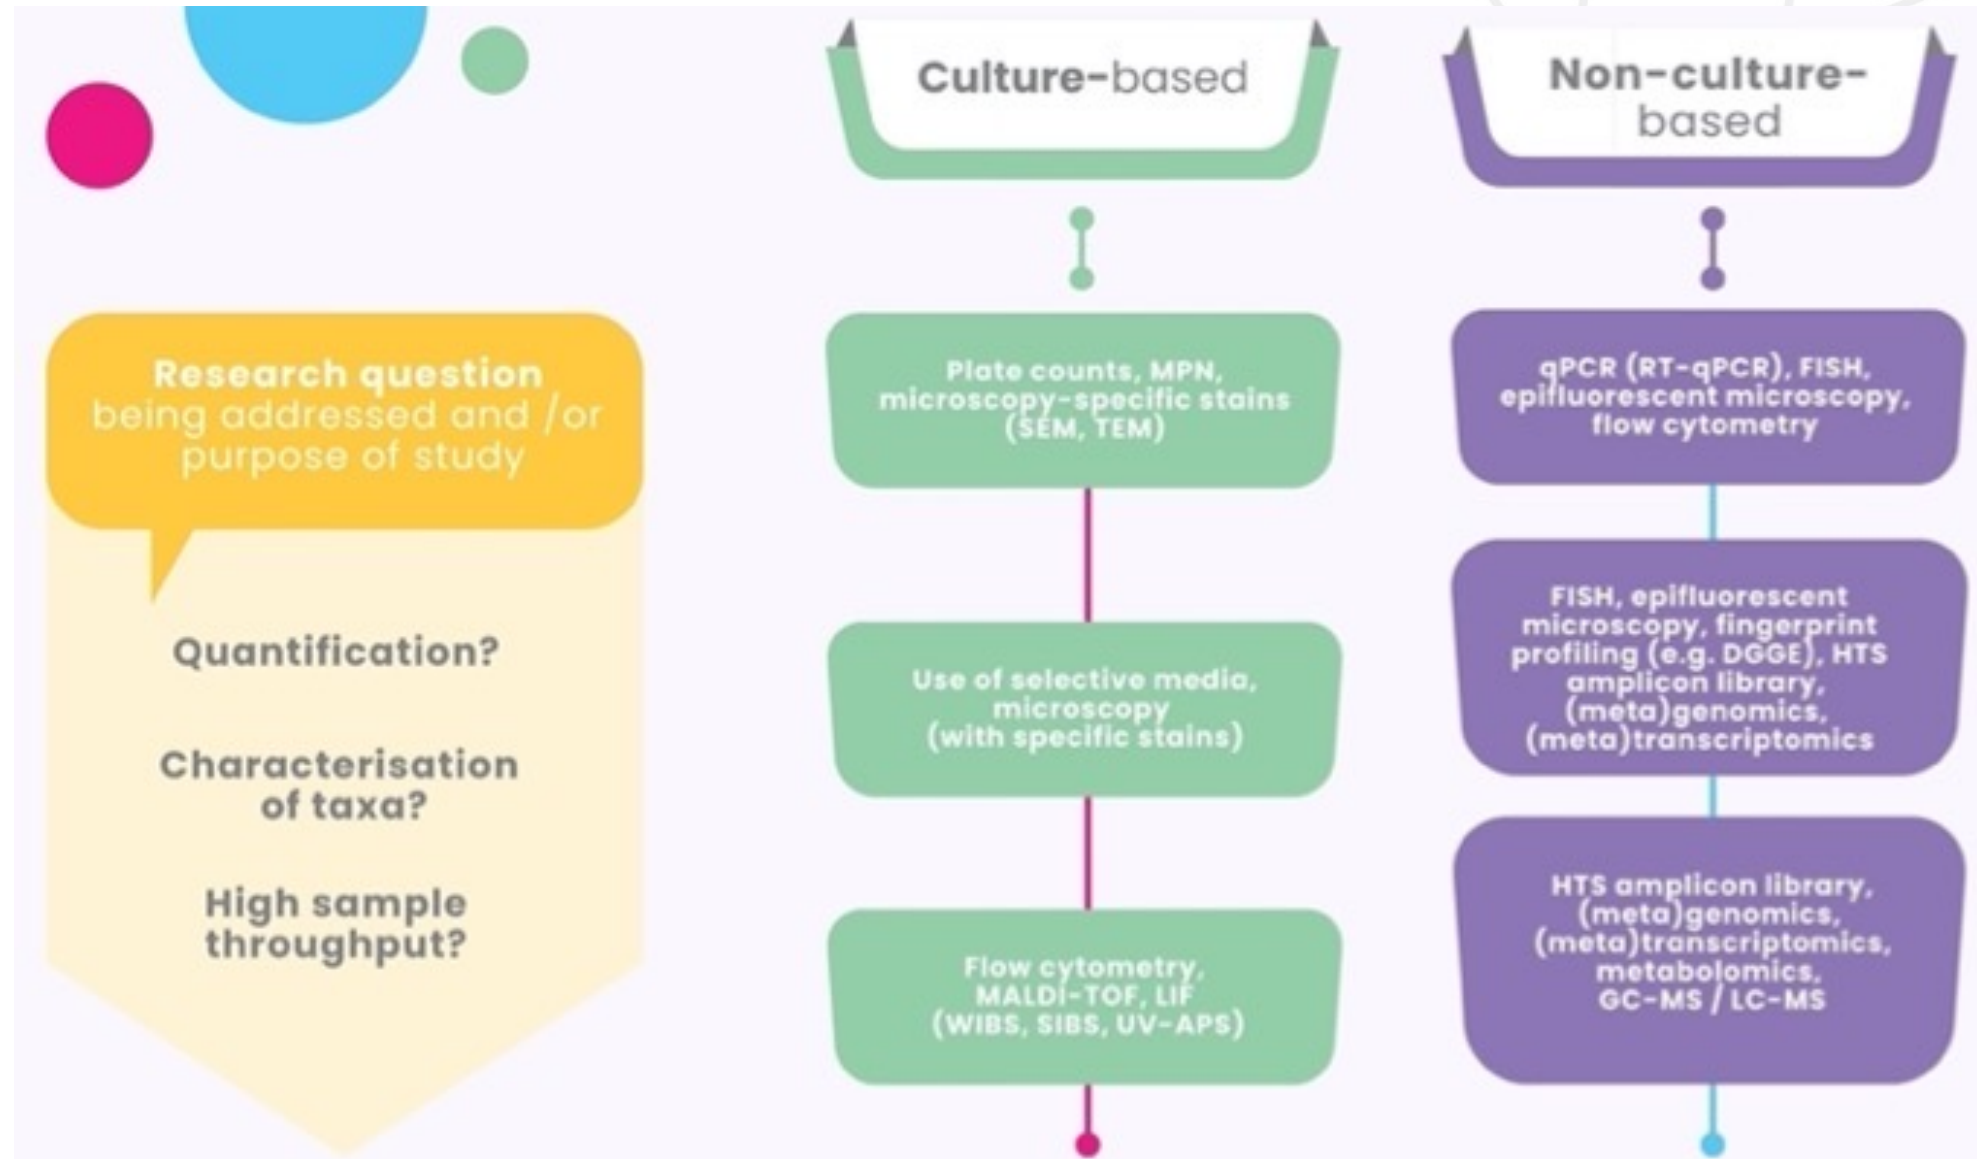 Culture-based
Non-culture-
based
Research question
being addressed and /or
purpose of study
Quantification?
Characterisation
of taxa?
High sample
throughput?
Plate counts, MPN,
microscopy-specific stains
(SEM, TEM)
Use of selective media,
microscopy
(with specific stains)
Flow cytometry,
MALDI-TOF, LIF
(WIBS, SIBS, UV-APS)
qPCR (RT-qPCR), FISH,
epifluorescent microscopy,
flow cytometry
FISH, epifluorescent
microscopy, fingerprint
profiling (e.g. DGGE), HTS
amplicon library,
(meta)genomics,
(meta)transcriptomics
HTS amplicon library,
(meta)genomics,
(meta)transcriptomics,
metabolomics,
GC-MS / LC-MS